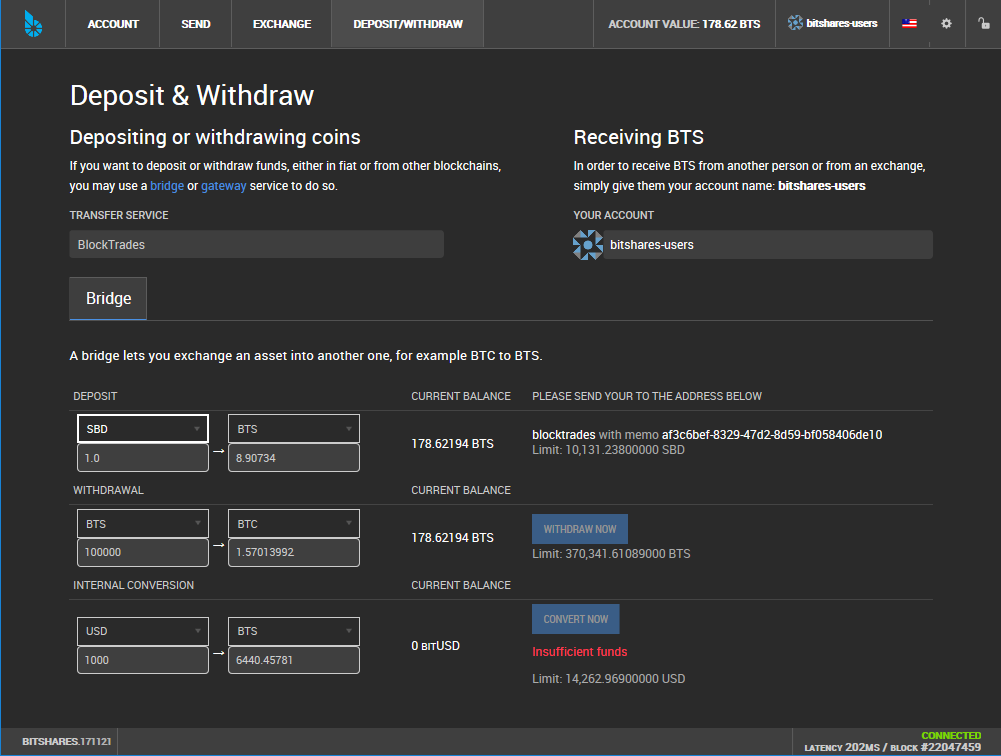 ACCOUNT
SEND
EXCHANGE
DEPOSIT/WITHDRAW
ACCOUNT VALUE: 178.62 BTS
bitshares-users
Deposit & Withdraw
Depositing or withdrawing coins
If you want to deposit or withdraw funds, either in fiat or from other blockchains,
you may use a bridge or gateway service to do so.
TRANSFER SERVICE
BlockTrades
Receiving BTS
In order to receive BTS from another person or from an exchange,
simply give them your account name: bitshares-users
YOUR ACCOUNT
bitshares-users
Bridge
A bridge lets you exchange an asset into another one, for example BTC to BTS.
DEPOSIT CURRENT BALANCE PLEASE SEND YOUR TO THE ADDRESS BELOW
SBD BTS
1.0 → 8.90734
178.62194 BTS
blocktrades with memo af3c6bef-8329-47d2-8d59-bf058406de10
Limit: 10,131.23800000 SBD
WITHDRAWAL CURRENT BALANCE
BTS BTC
100000 → 1.57013992
178.62194 BTS
WITHDRAW NOW
Limit: 370,341.61089000 BTS
INTERNAL CONVERSION CURRENT BALANCE
USD BTS
1000 → 6440.45781
0 BITUSD
CONVERT NOW
Insufficient funds
Limit: 14,262.96900000 USD
BITSHARES.171121
CONNECTED
LATENCY 202MS / BLOCK #22047459